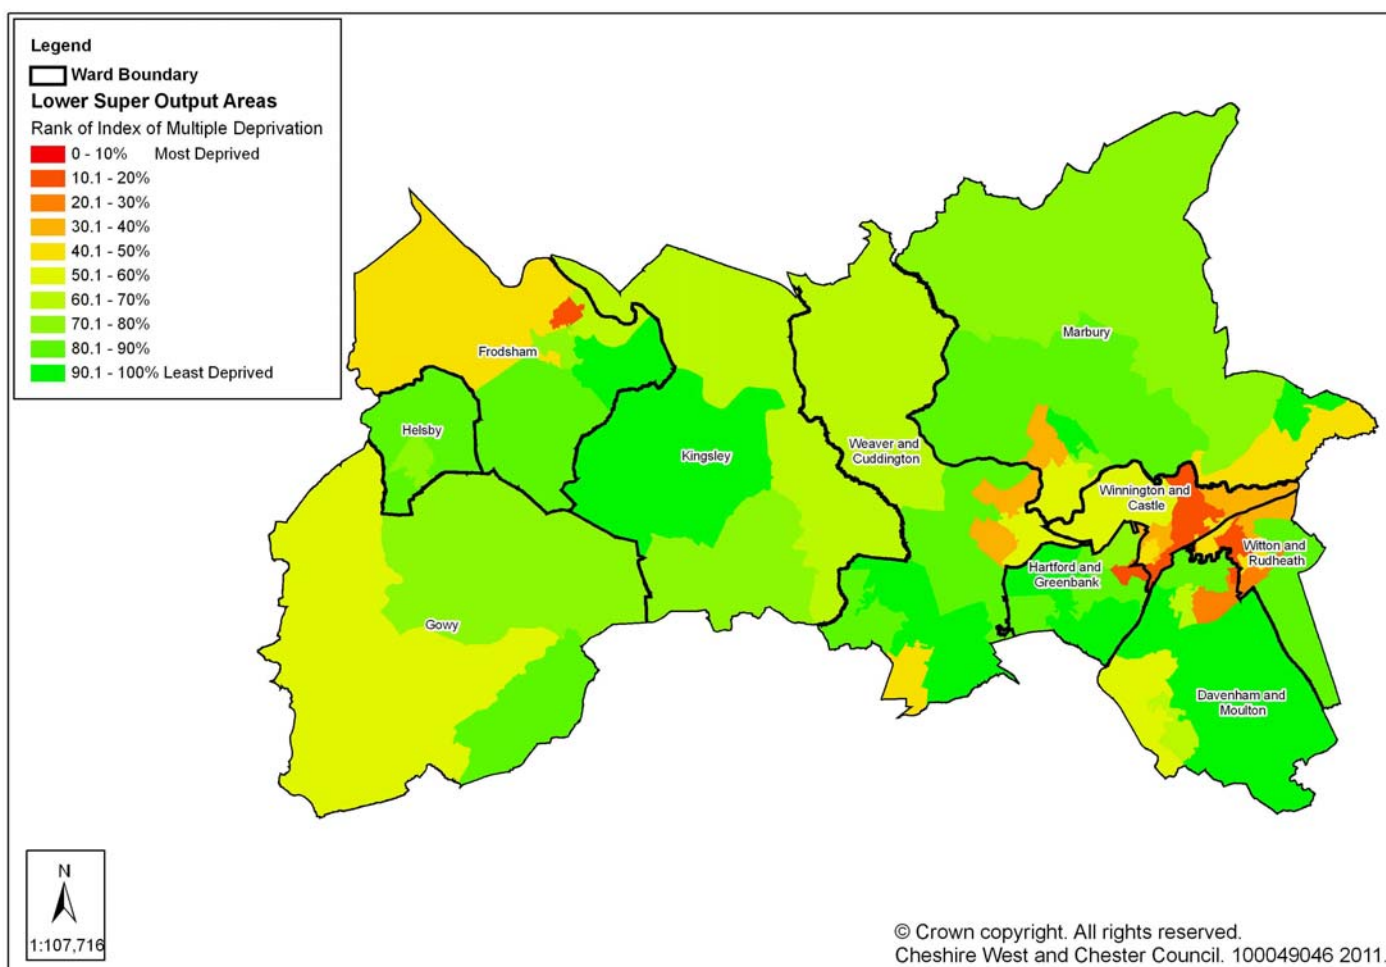 Legend
Ward Boundary
Lower Super Output Areas
Rank of Index of Multiple Deprivation
0 - 10% Most Deprived
10.1 - 20%
20.1 - 30%
30.1 - 40%
40.1 - 50%
50.1 - 60%
60.1 - 70%
70.1 - 80%
80.1 - 90%
90.1 - 100% Least Deprived
Marbury
Frodsham
Helsby
Kingsley
Weaver and
Cuddington
Winnington and
Castle
Witton and
Rudheath
Hartford and
Greenbank
Gowy
Davenham and
Moulton
N
1:107,716
© Crown copyright. All rights reserved.
Cheshire West and Chester Council. 100049046 2011.